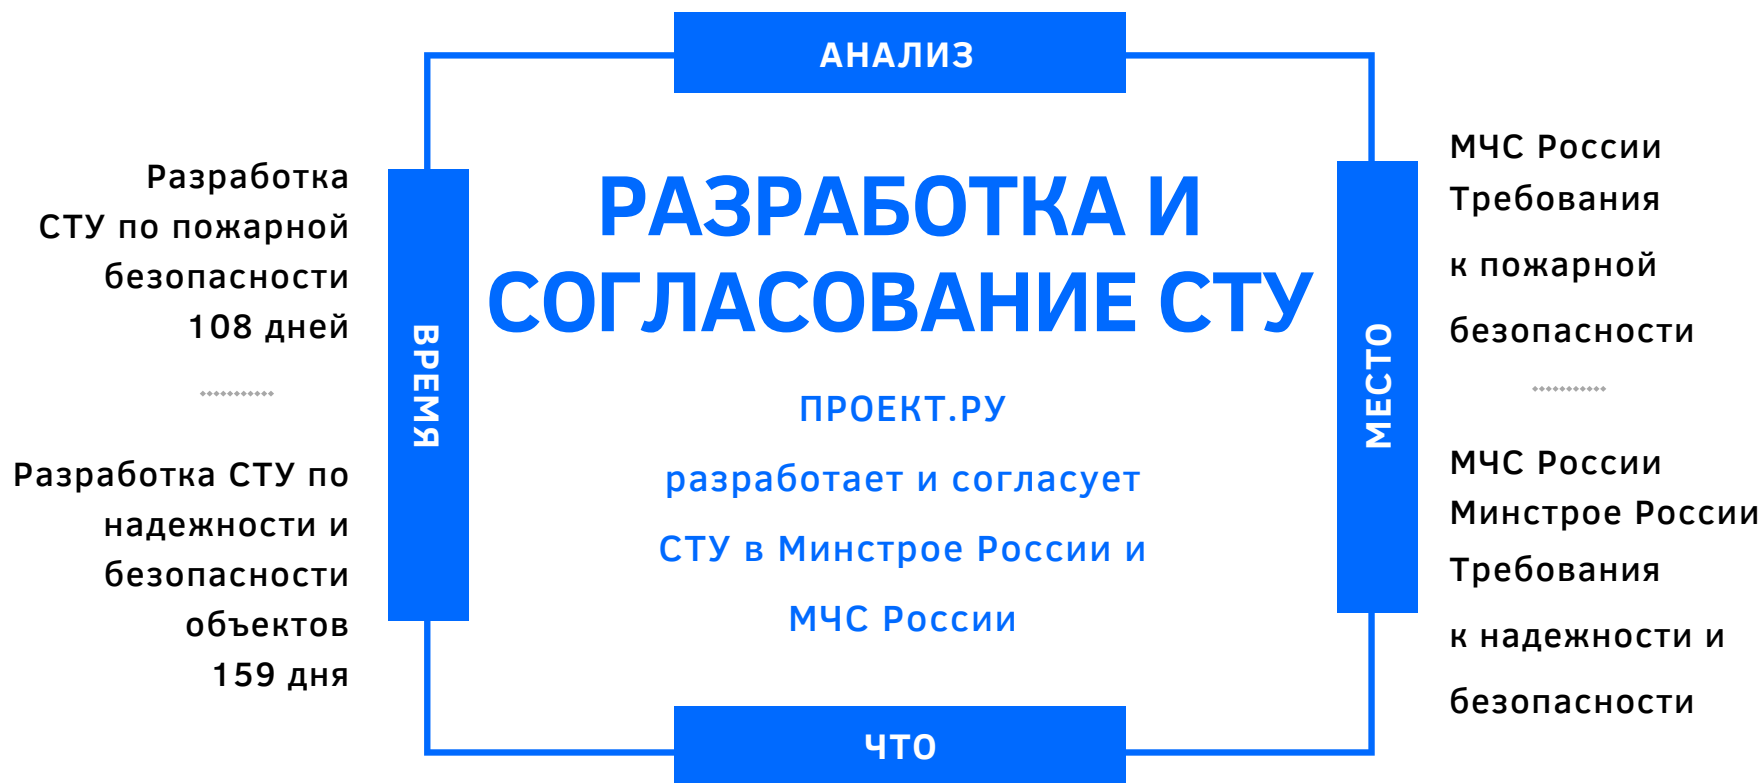 АНАЛИЗ
Разработка
СТУ по пожарной
безопасности
108 дней
Разработка СТУ по
надежности и
безопасности
объектов
159 дня
ВРЕМЯ
РАЗРАБОТКА И
СОГЛАСОВАНИЕ СТУ
ПРОЕКТ.РУ
разработает и согласует
СТУ в Минстрое России и
МЧС России
МЕСТО
МЧС России
Требования
к пожарной
безопасности
МЧС России
Минстрое России
Требования
к надежности и
безопасности
ЧТО